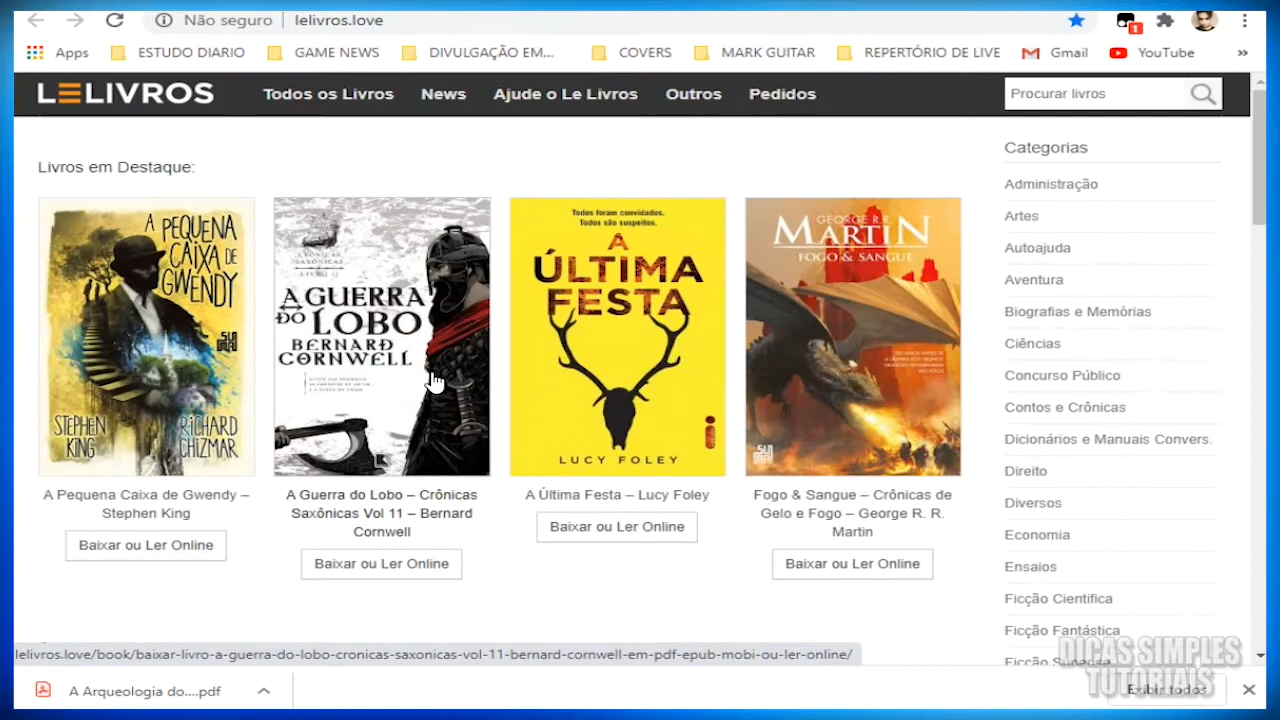 Não seguro | lelivros.love
1
Apps ESTUDO DIARIO GAME NEWS DIVULGAÇÃO EM... COVERS MARK GUITAR REPERTÓRIO DE LIVE Gmail YouTube »
LELIVROS Todos os Livros News Ajude o Le Livros Outros Pedidos Procurar livros
Livros em Destaque:
A PEQUENA
CAIXA DE
GWENDY
SUMA
STEPHEN
KING
RICHARD
CHIZMAR
CRÔNICAS
SAXÔNICAS
LIVRO 11
A GUERRA
DO LOBO
BERNARD
CORNWELL
Todos foram convidados.
Todos são suspeitos.
A
ÚLTIMA
FESTA
LUCY FOLEY
GEORGE R.R.
MARTIN
FOGO & SANGUE
SUMA
A Pequena Caixa de Gwendy –
Stephen King
Baixar ou Ler Online
A Guerra do Lobo – Crônicas
Saxônicas Vol 11 – Bernard
Cornwell
Baixar ou Ler Online
A Última Festa – Lucy Foley
Baixar ou Ler Online
Fogo & Sangue – Crônicas de
Gelo e Fogo – George R. R.
Martin
Baixar ou Ler Online
Categorias
Administração
Artes
Autoajuda
Aventura
Biografias e Memórias
Ciências
Concurso Público
Contos e Crônicas
Dicionários e Manuais Convers.
Direito
Diversos
Economia
Ensaios
Ficção Cientifica
Ficção Fantástica
lelivros.love/book/baixar-livro-a-guerra-do-lobo-cronicas-saxonicas-vol-11-bernard-cornwell-em-pdf-epub-mobi-ou-ler-online/
A Arqueologia do....pdf
Exibir todos
DICAS SIMPLES
TUTORIAIS